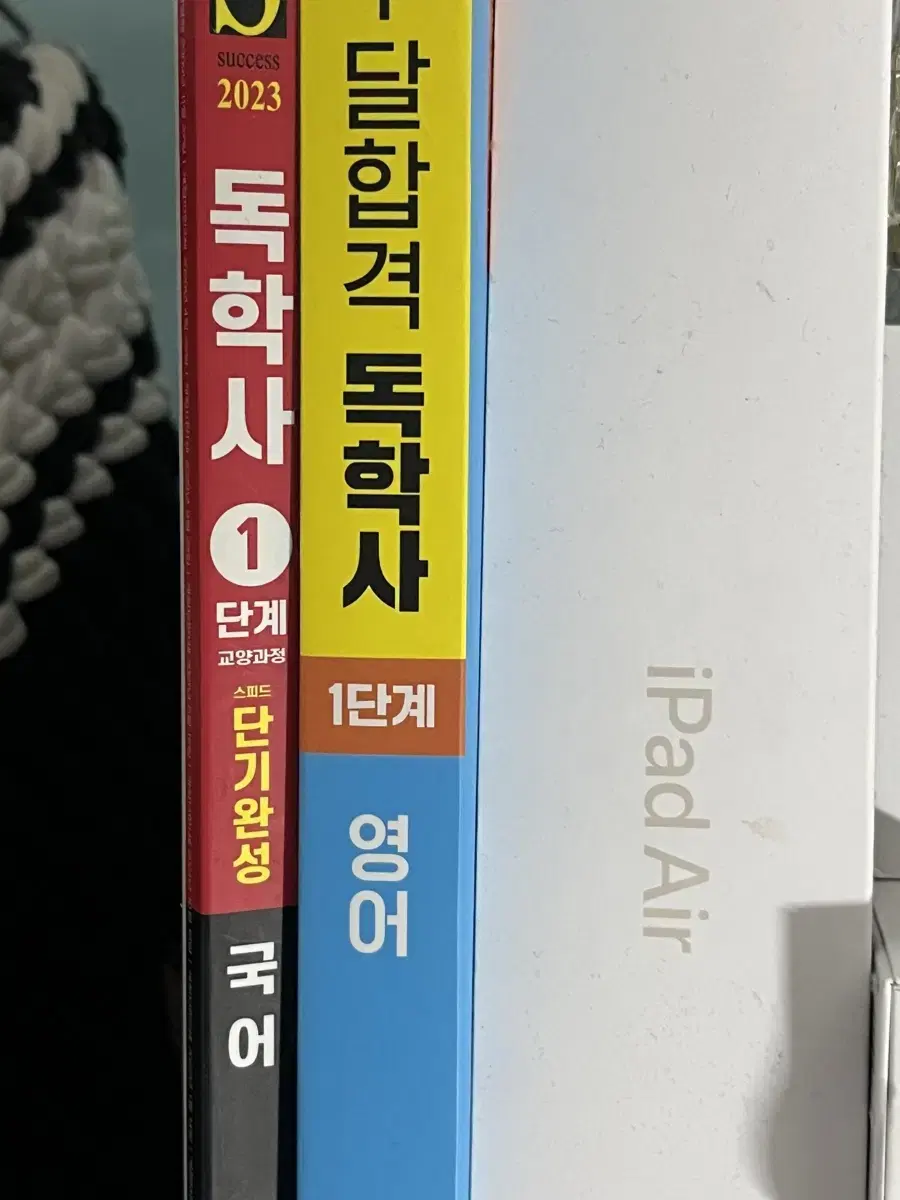 success
2023
독학사
1
단계
교양과정
스피드
단기완성
국어
달합격 독학사
1단계
영어
iPad Air